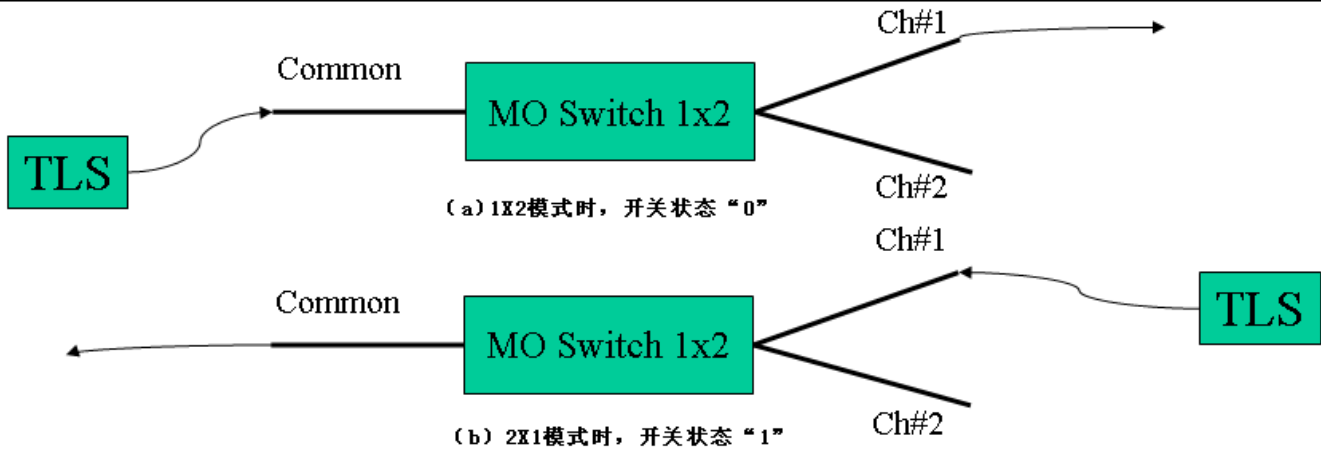 Ch#1
Common
MO Switch 1x2
TLS
Ch#2
(a)1X2模式时，开关状态“0”
Ch#1
Common
TLS
MO Switch 1x2
Ch#2
(b) 2X1模式时，开关状态“1”